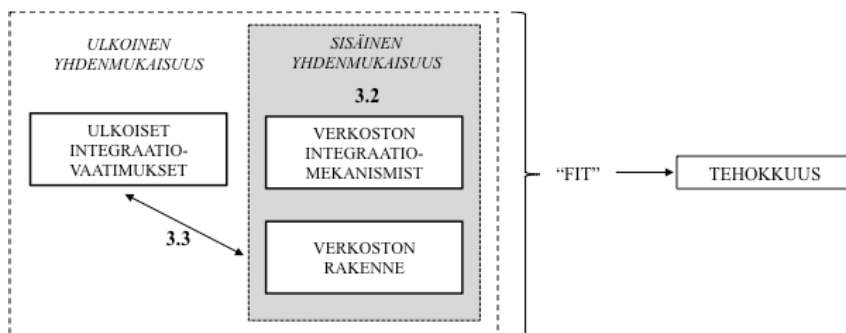 ULKOINEN
YHDENMUKAISUUS
SISÄINEN
YHDENMUKAISUUS
3.2
ULKOISET
INTEGRAATIO-
VAATIMUKSET
VERKOSTON
INTEGRAATIO-
MEKANISMIST
3.3
VERKOSTON
RAKENNE
“FIT”
TEHOKKUUS